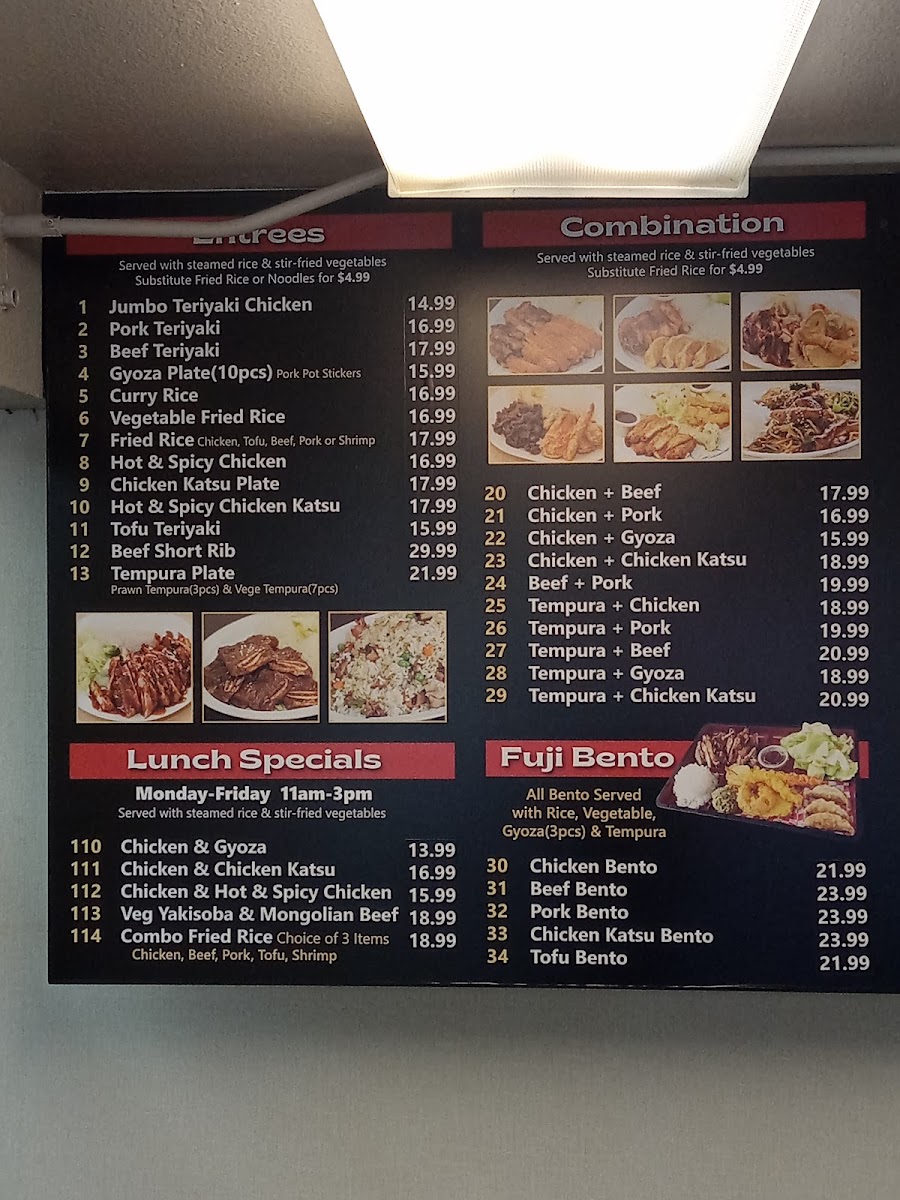 Entrees
Served with steamed rice & stir-fried vegetables
Substitute Fried Rice or Noodles for $4.99
1 Jumbo Teriyaki Chicken 14.99
2 Pork Teriyaki 16.99
3 Beef Teriyaki 17.99
4 Gyoza Plate(10pcs) Pork Pot Stickers 15.99
5 Curry Rice 16.99
6 Vegetable Fried Rice 16.99
7 Fried Rice Chicken, Tofu, Beef, Pork or Shrimp 17.99
8 Hot & Spicy Chicken 16.99
9 Chicken Katsu Plate 17.99
10 Hot & Spicy Chicken Katsu 17.99
11 Tofu Teriyaki 15.99
12 Beef Short Rib 29.99
13 Tempura Plate 21.99
Prawn Tempura(3pcs) & Vege Tempura(7pcs)
Lunch Specials
Monday-Friday 11am-3pm
Served with steamed rice & stir-fried vegetables
110 Chicken & Gyoza 13.99
111 Chicken & Chicken Katsu 16.99
112 Chicken & Hot & Spicy Chicken 15.99
113 Veg Yakisoba & Mongolian Beef 18.99
114 Combo Fried Rice Choice of 3 Items 18.99
Chicken, Beef, Pork, Tofu, Shrimp
Combination
Served with steamed rice & stir-fried vegetables
Substitute Fried Rice for $4.99
20 Chicken + Beef 17.99
21 Chicken + Pork 16.99
22 Chicken + Gyoza 15.99
23 Chicken + Chicken Katsu 18.99
24 Beef + Pork 19.99
25 Tempura + Chicken 18.99
26 Tempura + Pork 19.99
27 Tempura + Beef 20.99
28 Tempura + Gyoza 18.99
29 Tempura + Chicken Katsu 20.99
Fuji Bento
All Bento Served
with Rice, Vegetable,
Gyoza(3pcs) & Tempura
30 Chicken Bento 21.99
31 Beef Bento 23.99
32 Pork Bento 23.99
33 Chicken Katsu Bento 23.99
34 Tofu Bento 21.99